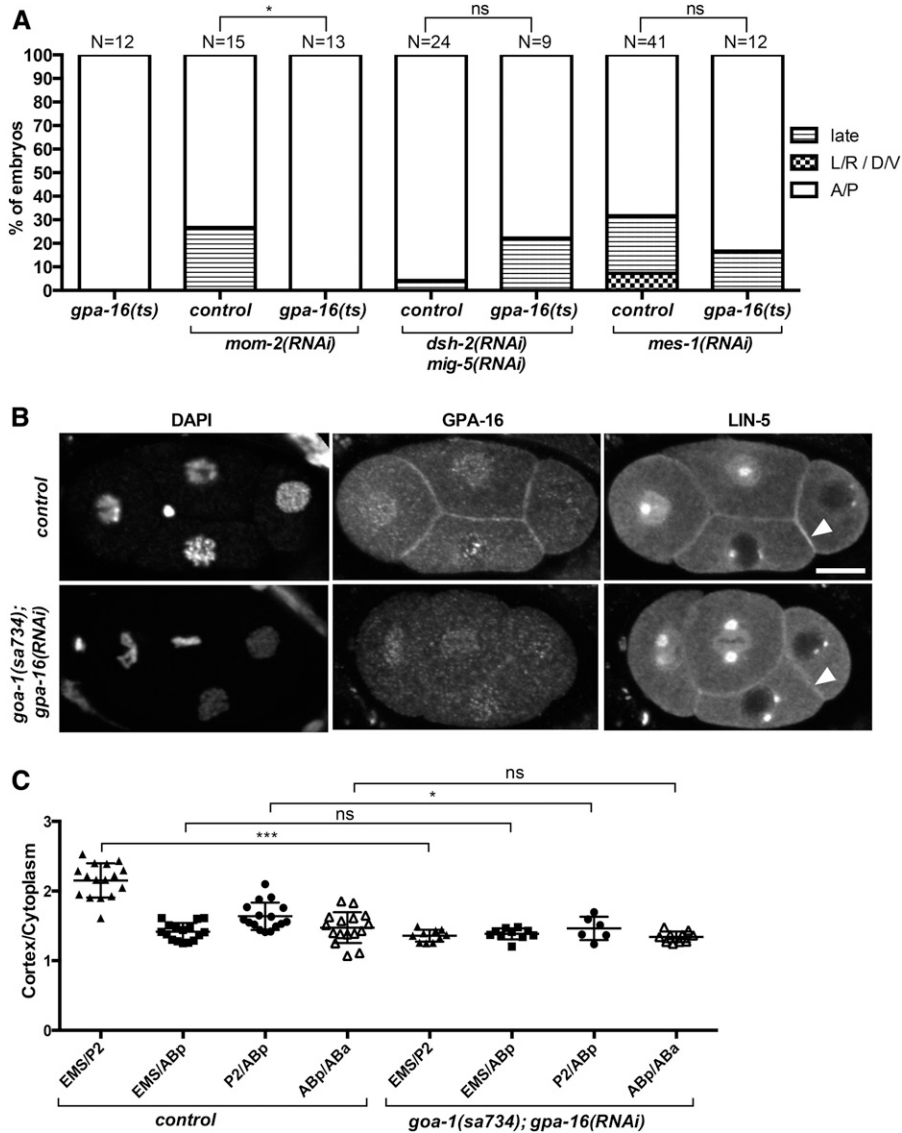 A
* ns ns
N=12 N=15 N=13 N=24 N=9 N=41 N=12
100
90
80
70
60
50
40
30
20
10
0
% of embryos
late
L/R / D/V
A/P
gpa-16(ts) control gpa-16(ts) control gpa-16(ts) control gpa-16(ts)
mom-2(RNAi) dsh-2(RNAi) mes-1(RNAi)
mig-5(RNAi)
B
DAPI GPA-16 LIN-5
control
goa-1(sa734);
gpa-16(RNAi)
C
ns
*
ns
***
3
2
1
0
Cortex/Cytoplasm
EMS/P2 EMS/ABp P2/ABp ABp/ABa EMS/P2 EMS/ABp P2/ABp ABp/ABa
control goa-1(sa734); gpa-16(RNAi)